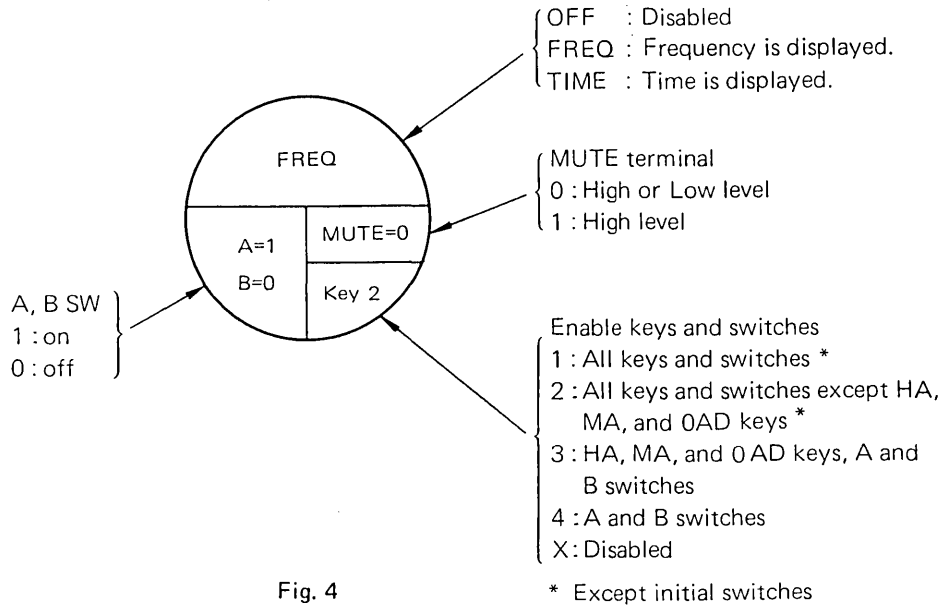 OFF : Disabled
FREQ : Frequency is displayed.
TIME : Time is displayed.
FREQ
MUTE terminal
0 : High or Low level
1 : High level
A=1
B=0
MUTE=0
Key 2
A, B SW
1 : on
0 : off
Enable keys and switches
1 : All keys and switches *
2 : All keys and switches except HA,
MA, and 0AD keys *
3 : HA, MA, and 0 AD keys, A and
B switches
4 : A and B switches
X : Disabled
Fig. 4
* Except initial switches